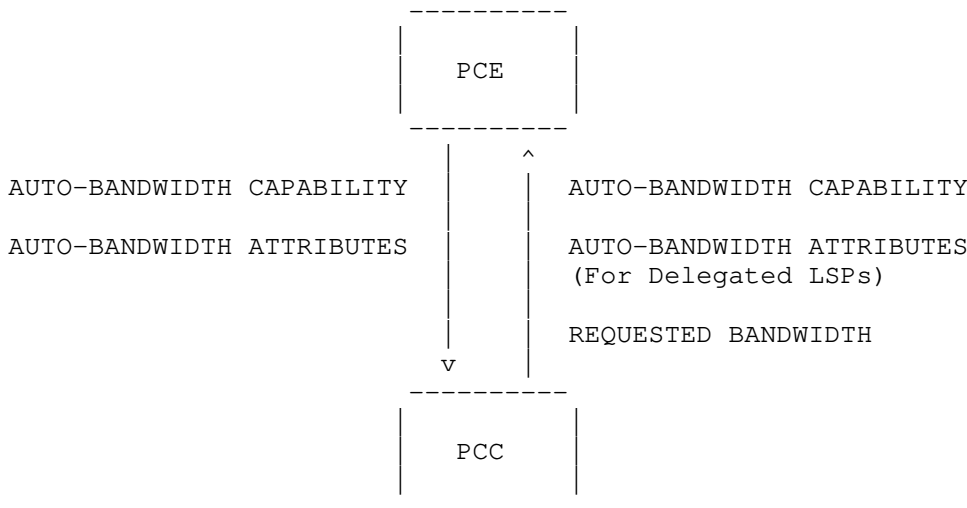 PCE
AUTO-BANDWIDTH CAPABILITY AUTO-BANDWIDTH CAPABILITY
AUTO-BANDWIDTH ATTRIBUTES AUTO-BANDWIDTH ATTRIBUTES
(For Delegated LSPs)
REQUESTED BANDWIDTH
PCC